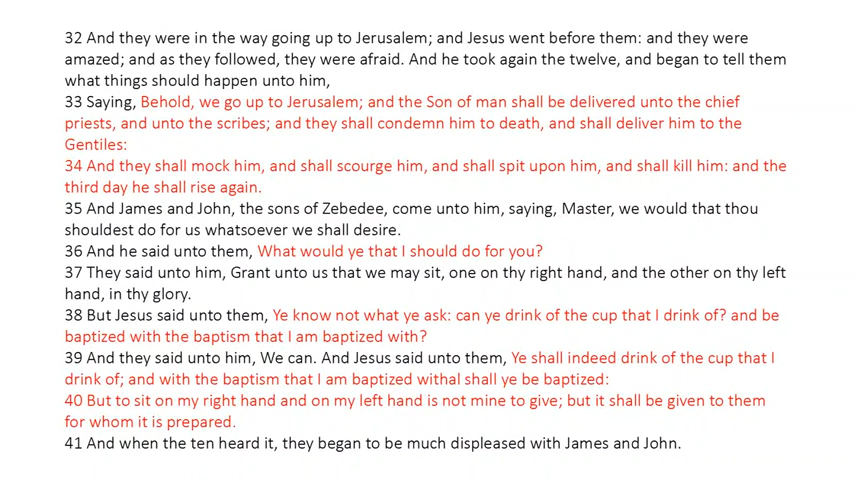 32 And they were in the way going up to Jerusalem; and Jesus went before them: and they were
amazed; and as they followed, they were afraid. And he took again the twelve, and began to tell them
what things should happen unto him,
33 Saying, Behold, we go up to Jerusalem; and the Son of man shall be delivered unto the chief
priests, and unto the scribes; and they shall condemn him to death, and shall deliver him to the
Gentiles:
34 And they shall mock him, and shall scourge him, and shall spit upon him, and shall kill him: and the
third day he shall rise again.
35 And James and John, the sons of Zebedee, come unto him, saying, Master, we would that thou
shouldest do for us whatsoever we shall desire.
36 And he said unto them, What would ye that I should do for you?
37 They said unto him, Grant unto us that we may sit, one on thy right hand, and the other on thy left
hand, in thy glory.
38 But Jesus said unto them, Ye know not what ye ask: can ye drink of the cup that I drink of? and be
baptized with the baptism that I am baptized with?
39 And they said unto him, We can. And Jesus said unto them, Ye shall indeed drink of the cup that I
drink of; and with the baptism that I am baptized withal shall ye be baptized:
40 But to sit on my right hand and on my left hand is not mine to give; but it shall be given to them
for whom it is prepared.
41 And when the ten heard it, they began to be much displeased with James and John.